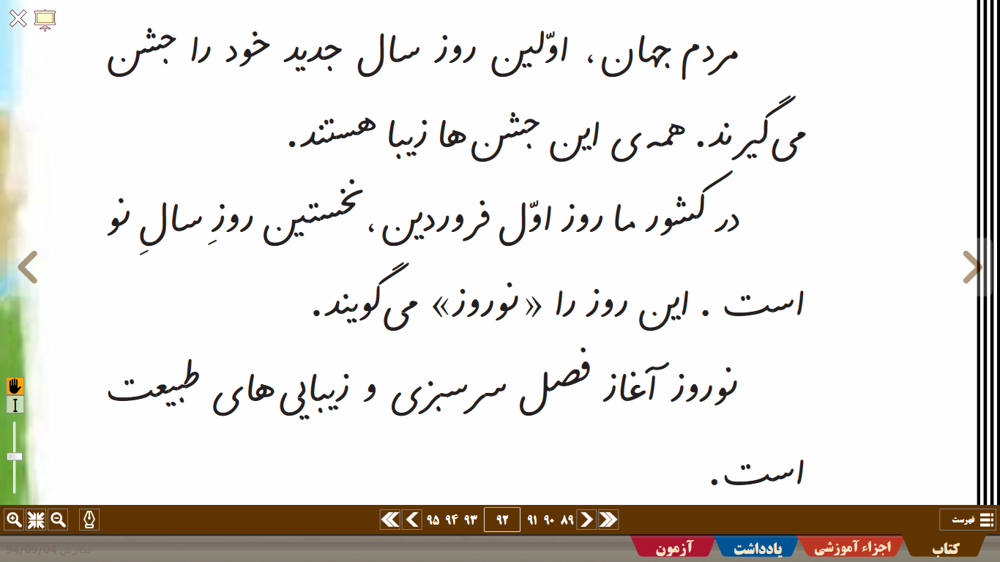 مردم جهان، اوّلین روز سال جدید خود را جشن
می‌گیرند. همه‌ی این جشن‌ها زیبا هستند.
در کشور ما روز اوّل فروردین، نخستین روزِ سالِ نو
است . این روز را «نوروز» می‌گویند.
نوروز آغاز فصل سرسبزی و زیبایی‌های طبیعت
است.
فهرست
۸۹ ۹۰ ۹۱ ۹۲ ۹۳ ۹۴ ۹۵
کتاب
اجزاء آموزشی
یادداشت
آزمون
نگارش 94/09/04